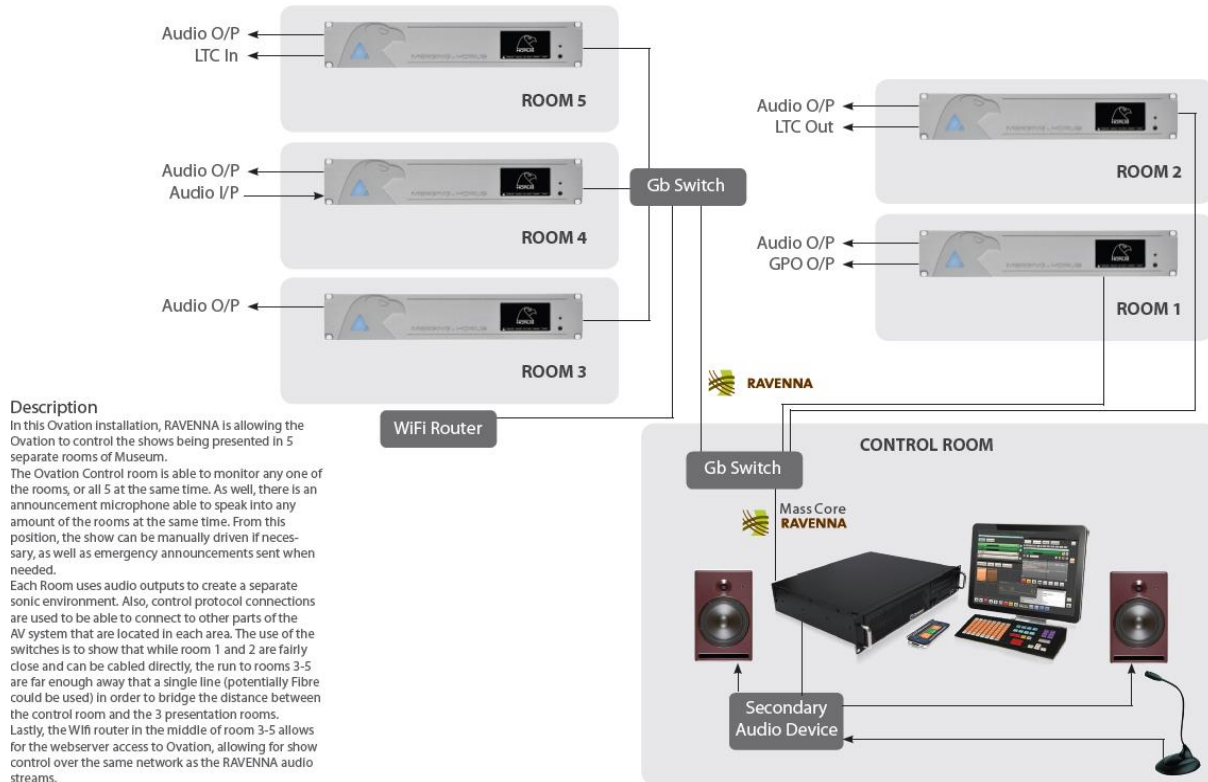 Audio O/P
LTC In
ROOM 5
Audio O/P
Audio I/P
ROOM 4
Audio O/P
ROOM 3
Gb Switch
WiFi Router
Audio O/P
LTC Out
ROOM 2
Audio O/P
GPO O/P
ROOM 1
RAVENNA
CONTROL ROOM
Gb Switch
Mass Core
RAVENNA
Secondary
Audio Device
Description
In this Ovation installation, RAVENNA is allowing the
Ovation to control the shows being presented in 5
separate rooms of Museum.
The Ovation Control room is able to monitor any one of
the rooms, or all 5 at the same time. As well, there is an
announcement microphone able to speak into any
amount of the rooms at the same time. From this
position, the show can be manually driven if neces-
sary, as well as emergency announcements sent when
needed.
Each Room uses audio outputs to create a separate
sonic environment. Also, control protocol connections
are used to be able to connect to other parts of the
AV system that are located in each area. The use of the
switches is to show that while room 1 and 2 are fairly
close and can be cabled directly, the run to rooms 3-5
are far enough away that a single line (potentially Fibre
could be used) in order to bridge the distance between
the control room and the 3 presentation rooms.
Lastly, the Wifi router in the middle of room 3-5 allows
for the webserver access to Ovation, allowing for show
control over the same network as the RAVENNA audio
streams.